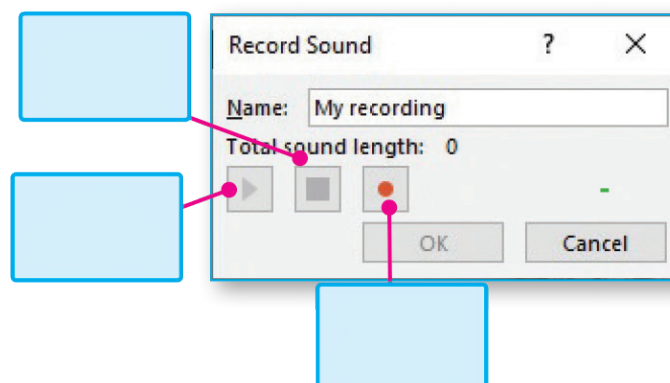 Record Sound ? ×
Name: My recording
Total sound length: 0
OK Cancel